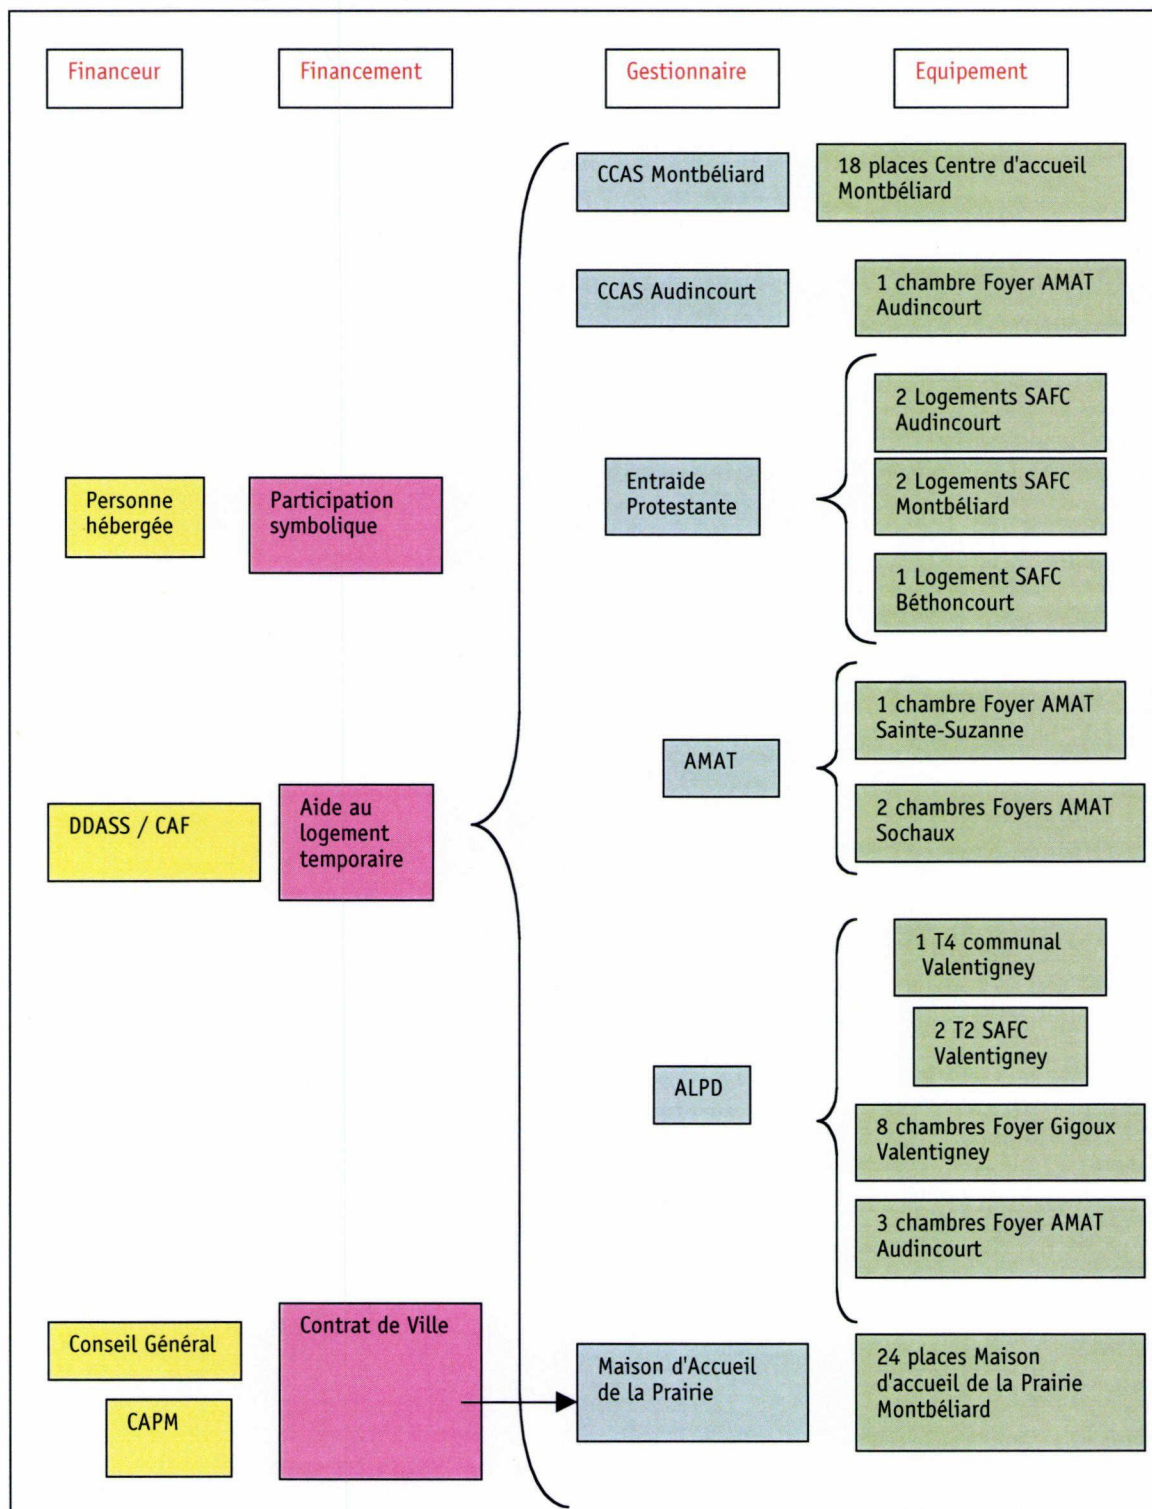 Financeur
Financement
Gestionnaire
Equipement
CCAS Montbéliard
18 places Centre d'accueil
Montbéliard
CCAS Audincourt
1 chambre Foyer AMAT
Audincourt
2 Logements SAFC
Audincourt
Personne
hébergée
Participation
symbolique
Entraide
Protestante
2 Logements SAFC
Montbéliard
1 Logement SAFC
Béthoncourt
1 chambre Foyer AMAT
Sainte-Suzanne
AMAT
2 chambres Foyers AMAT
Sochaux
DDASS / CAF
Aide au
logement
temporaire
1 T4 communal
Valentigney
2 T2 SAFC
Valentigney
ALPD
8 chambres Foyer Gigoux
Valentigney
3 chambres Foyer AMAT
Audincourt
Conseil Général
CAPM
Contrat de Ville
Maison d'Accueil
de la Prairie
24 places Maison
d'accueil de la Prairie
Montbéliard